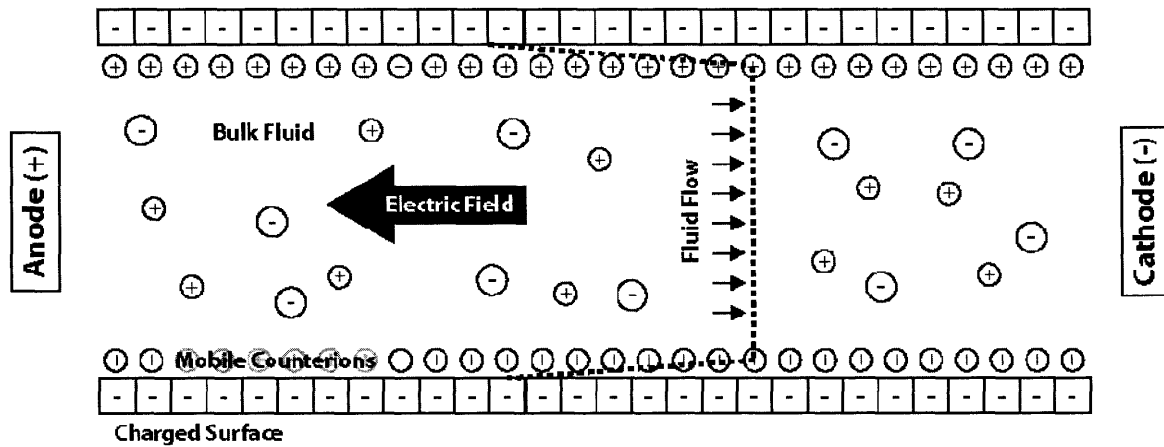 Bulk Fluid
Anode (+)
Electric Field
Fluid Flow
Cathode (-)
Mobile Counterions
Charged Surface